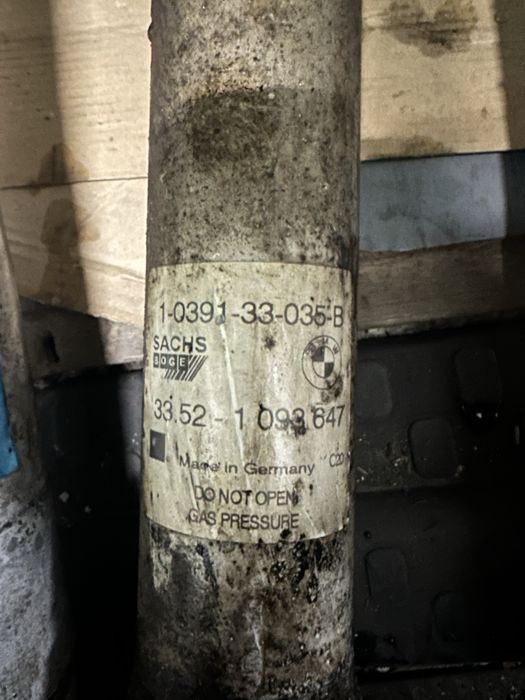 1-0391-33-035-B
SACHS
BOGE
33.52 - 1 093 647
Made in Germany
C20
DO NOT OPEN
GAS PRESSURE